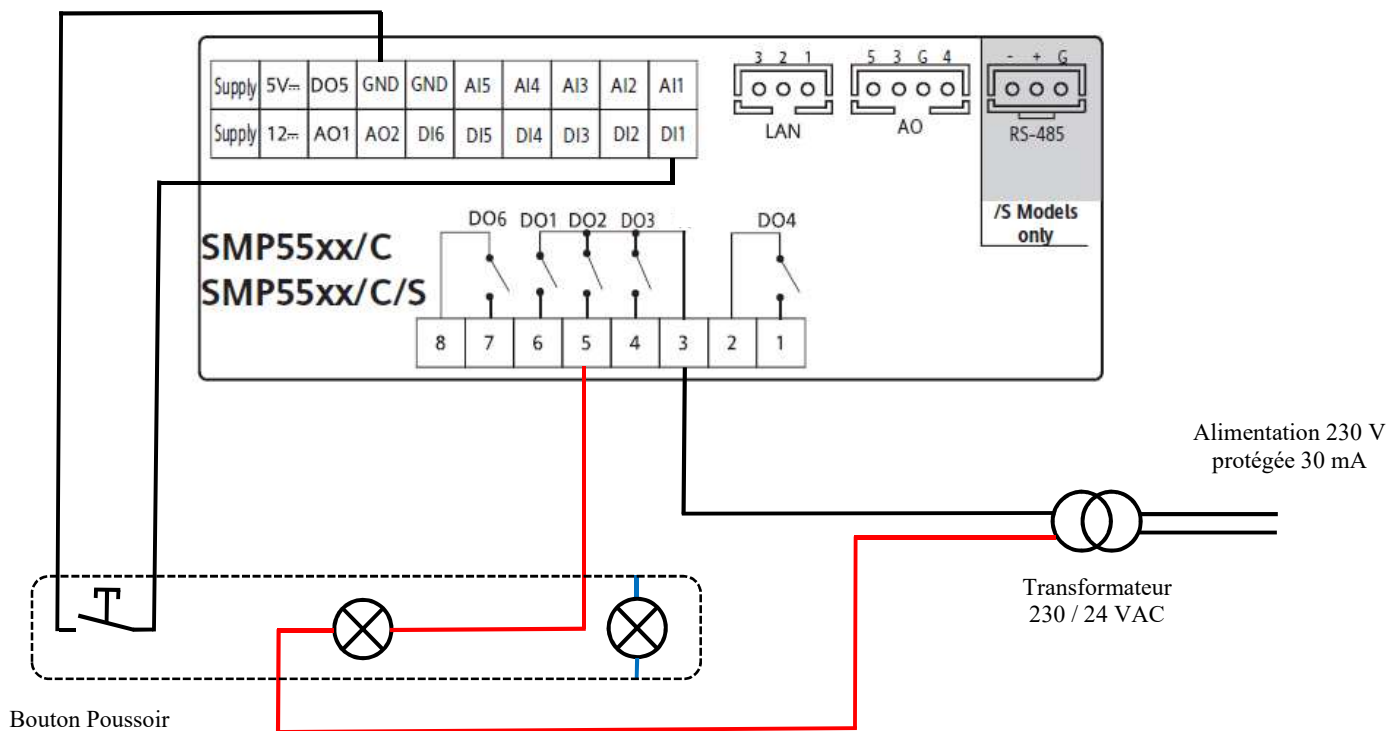 Supply 5V⎓ DO5 GND GND AI5 AI4 AI3 AI2 AI1
Supply 12⎓ AO1 AO2 DI6 DI5 DI4 DI3 DI2 DI1
3 2 1
LAN
5 3 G 4
AO
- + G
RS-485
/S Models
only
SMP55xx/C
SMP55xx/C/S
DO6 DO1 DO2 DO3 DO4
8 7 6 5 4 3 2 1
Alimentation 230 V
protégée 30 mA
Transformateur
230 / 24 VAC
Bouton Poussoir